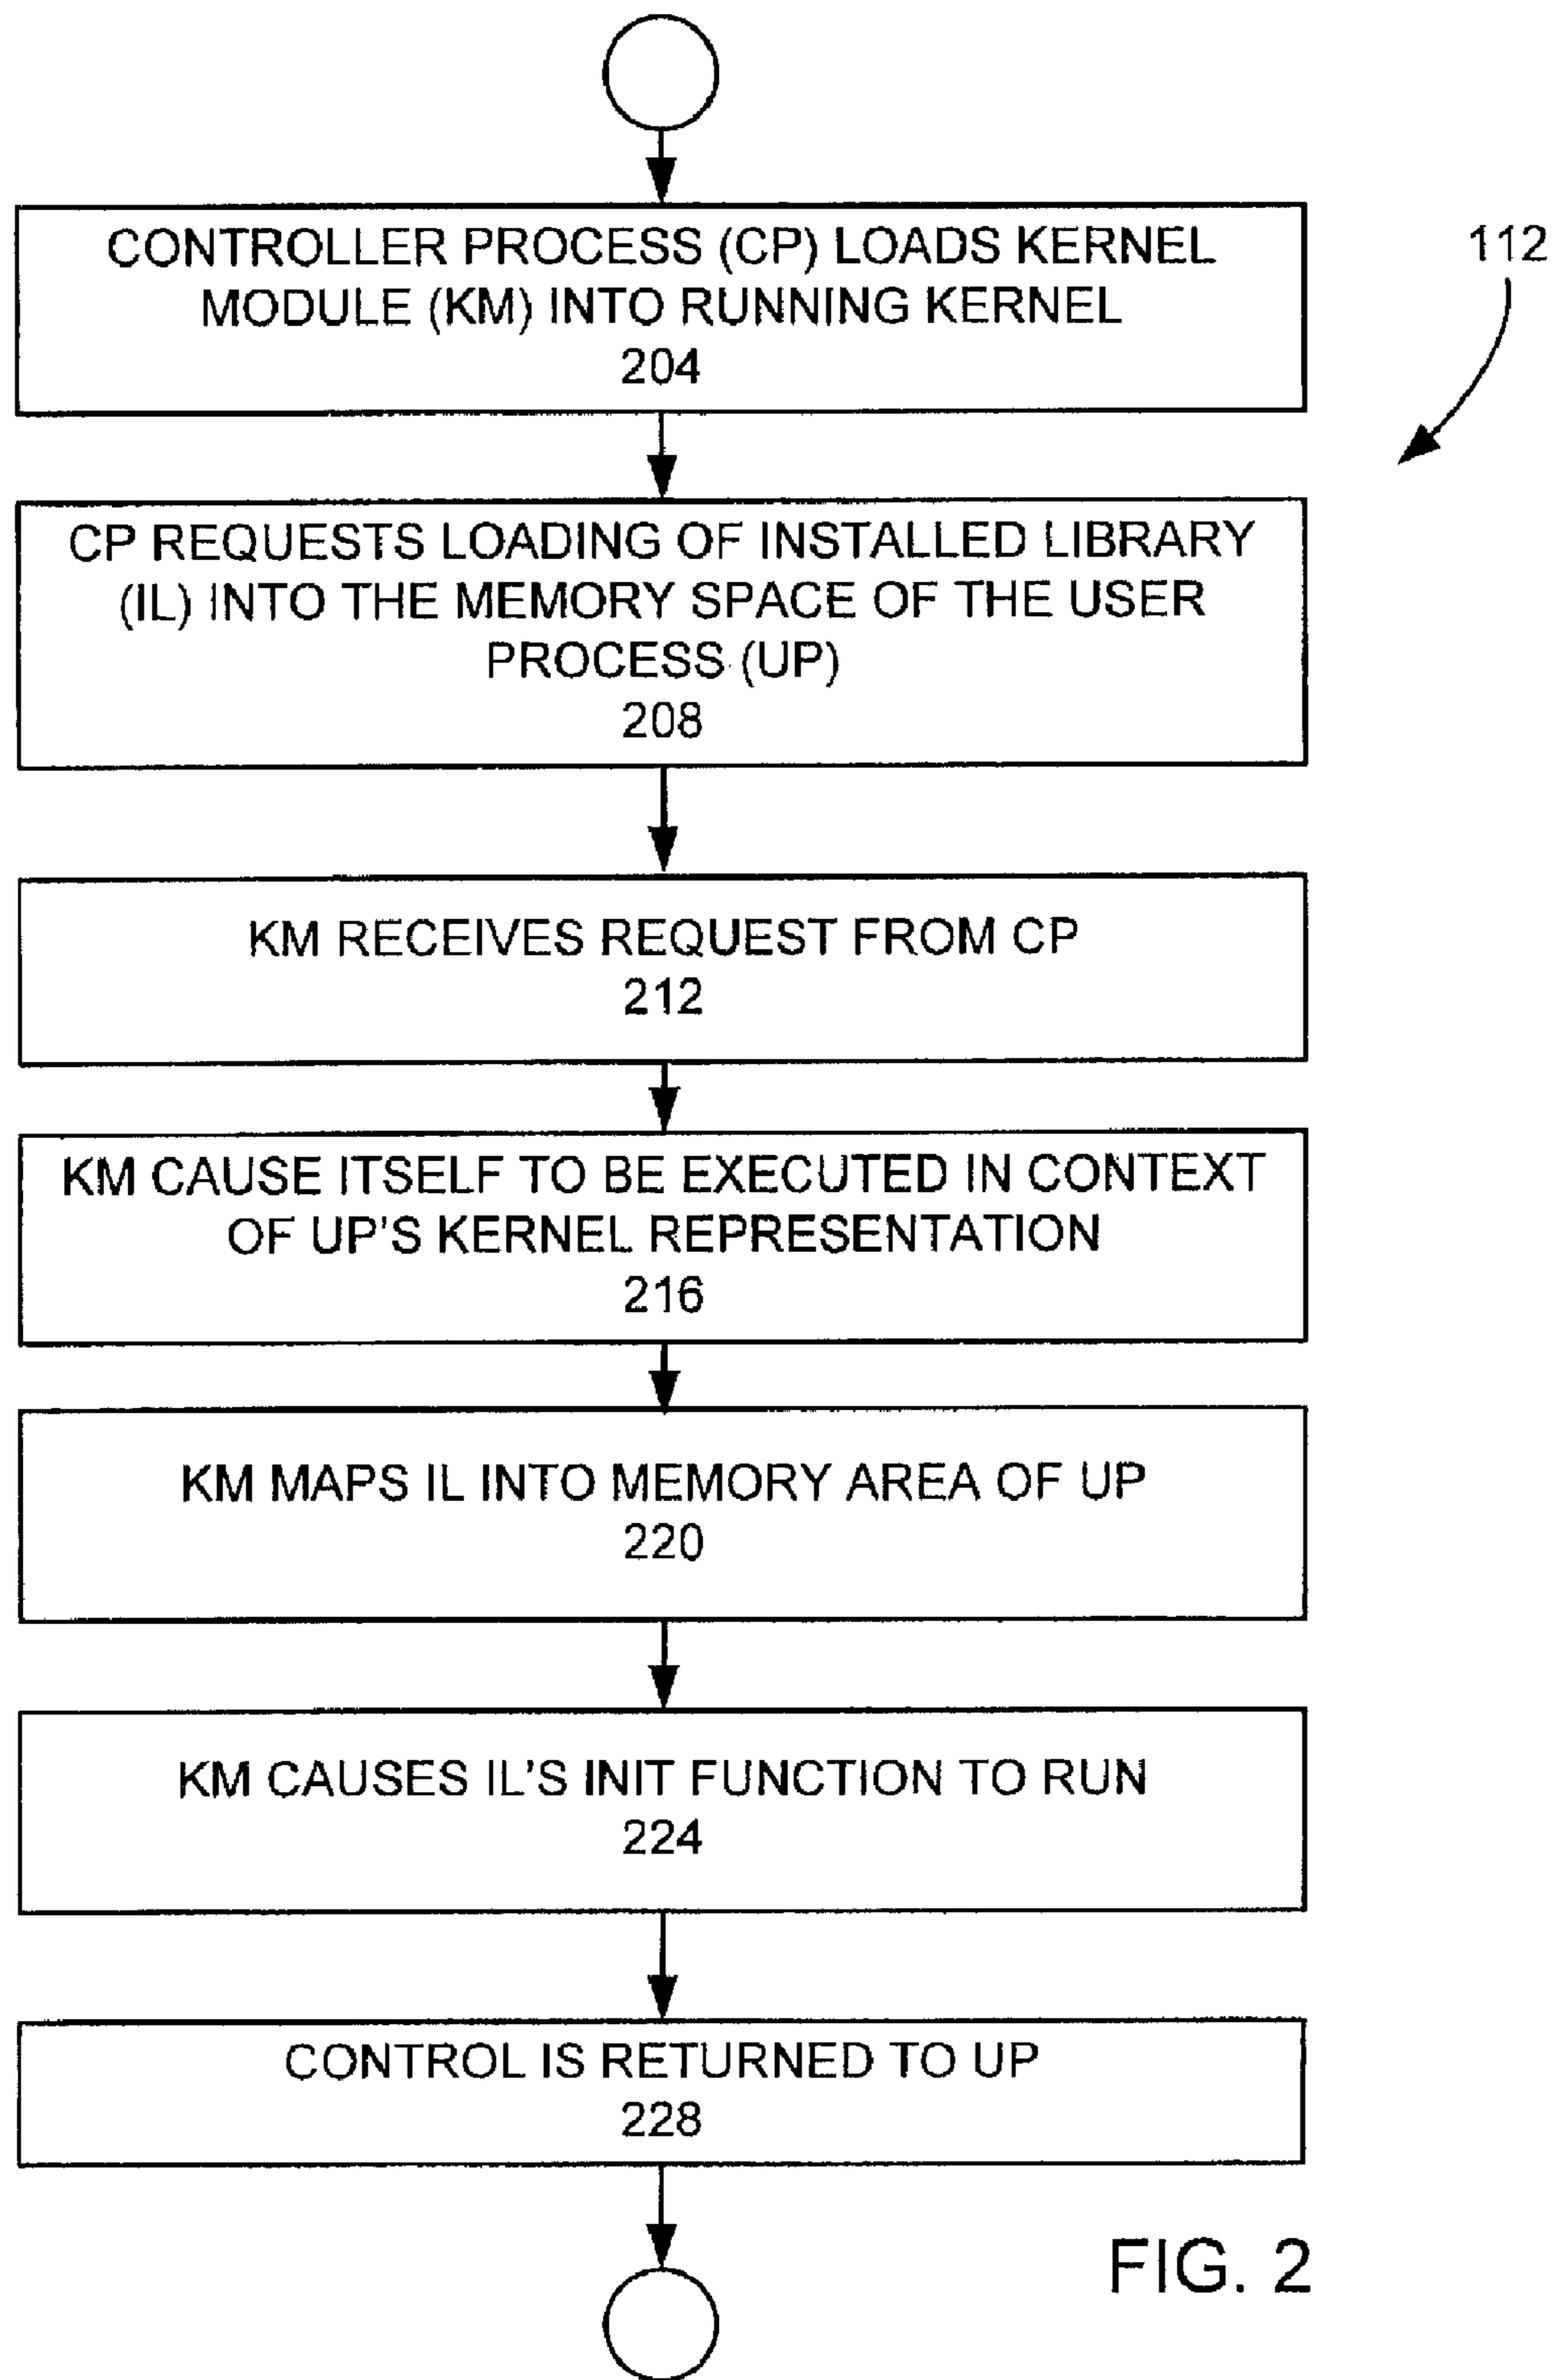 CONTROLLER PROCESS (CP) LOADS KERNEL
MODULE (KM) INTO RUNNING KERNEL
204
112
CP REQUESTS LOADING OF INSTALLED LIBRARY
(IL) INTO THE MEMORY SPACE OF THE USER
PROCESS (UP)
208
KM RECEIVES REQUEST FROM CP
212
KM CAUSE ITSELF TO BE EXECUTED IN CONTEXT
OF UP'S KERNEL REPRESENTATION
216
KM MAPS IL INTO MEMORY AREA OF UP
220
KM CAUSES IL'S INIT FUNCTION TO RUN
224
CONTROL IS RETURNED TO UP
228
FIG. 2